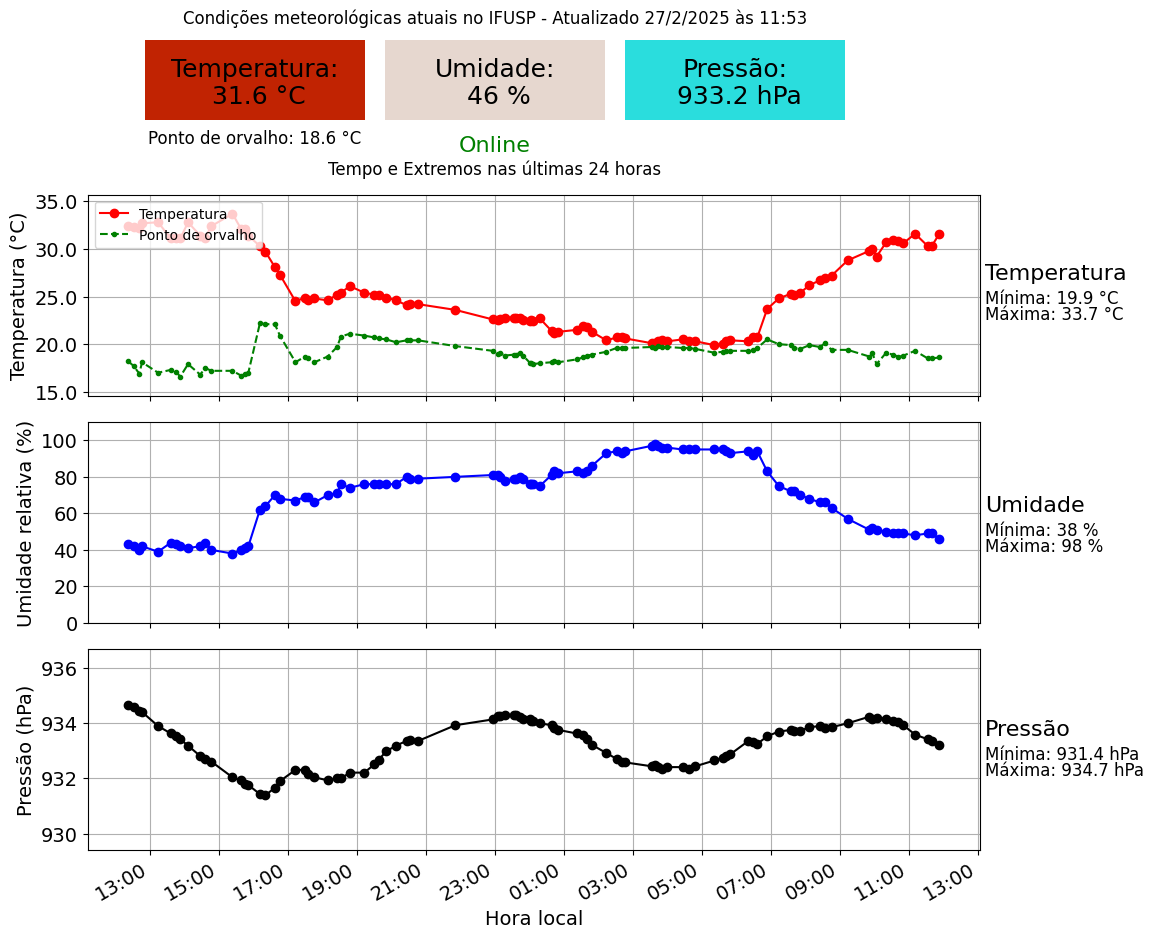 Condições meteorológicas atuais no IFUSP - Atualizado 27/2/2025 às 11:53
Temperatura:
31.6 °C
Umidade:
46 %
Pressão:
933.2 hPa
Ponto de orvalho: 18.6 °C
Online
Tempo e Extremos nas últimas 24 horas
Temperatura (°C)
35.0
30.0
25.0
20.0
15.0
Temperatura
Ponto de orvalho
Temperatura
Mínima: 19.9 °C
Máxima: 33.7 °C
Umidade relativa (%)
100
80
60
40
20
0
Umidade
Mínima: 38 %
Máxima: 98 %
Pressão (hPa)
936
934
932
930
Pressão
Mínima: 931.4 hPa
Máxima: 934.7 hPa
13:00 15:00 17:00 19:00 21:00 23:00 01:00 03:00 05:00 07:00 09:00 11:00 13:00
Hora local